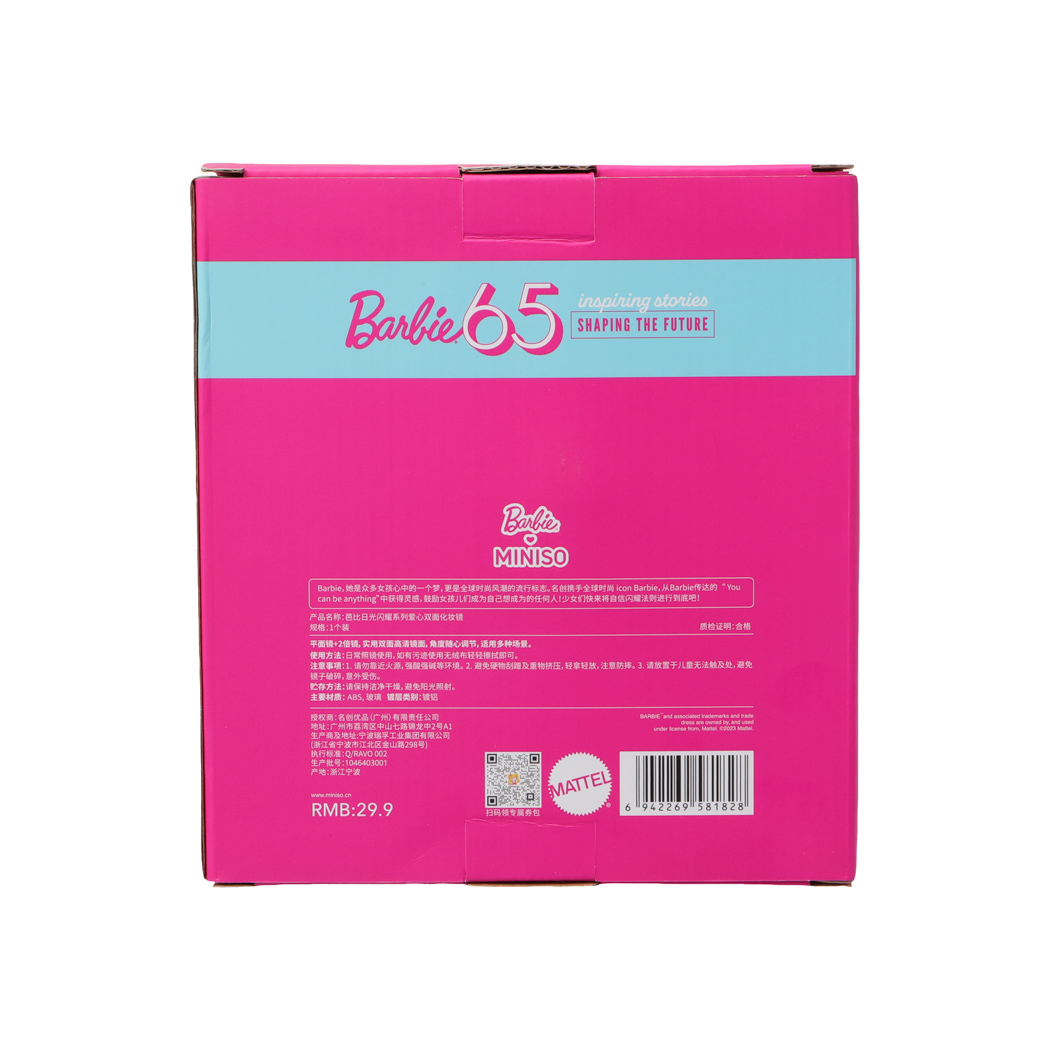 Barbie 65
inspiring stories
SHAPING THE FUTURE
Barbie
MINISO
Barbie,她是众多女孩心中的一个梦,更是全球时尚风潮的流行标志。名创携手全球时尚 icon Barbie,从Barbie传达的“ You
can be anything”中获得灵感,鼓励女孩儿们成为自己想成为的任何人!少女们快来将自信闪耀法则进行到底吧!
产品名称:芭比日光闪耀系列爱心双面化妆镜
规格:1个装
质检证明:合格
平面镜+2倍镜,实用双面高清镜面,角度随心调节,适用多种场景。
使用方法:日常照镜使用,如有污迹使用无绒布轻轻擦拭即可。
注意事项:1. 请勿靠近火源,强酸强碱等环境。2. 避免硬物刮蹭及重物挤压,轻拿轻放,注意防摔。3. 请放置于儿童无法触及处,避免
镜子破碎,意外受伤。
贮存方法:请保持洁净干燥,避免阳光照射。
主要材质: ABS, 玻璃 镀层类别:镀铝
授权商:名创优品(广州)有限责任公司
地址:广州市荔湾区中山七路锦龙中2号A1
生产商及地址:宁波瑞孚工业集团有限公司
(浙江省宁波市江北区金山路298号)
执行标准:Q/RAVO 002
生产批号:1046403001
产地:浙江宁波
BARBIE™and associated trademarks and trade
dress are owned by, and used
under license from, Mattel. ©2023 Mattel.
www.miniso.cn
RMB:29.9
扫码领专属券包
MATTEL®
6 942269 581828